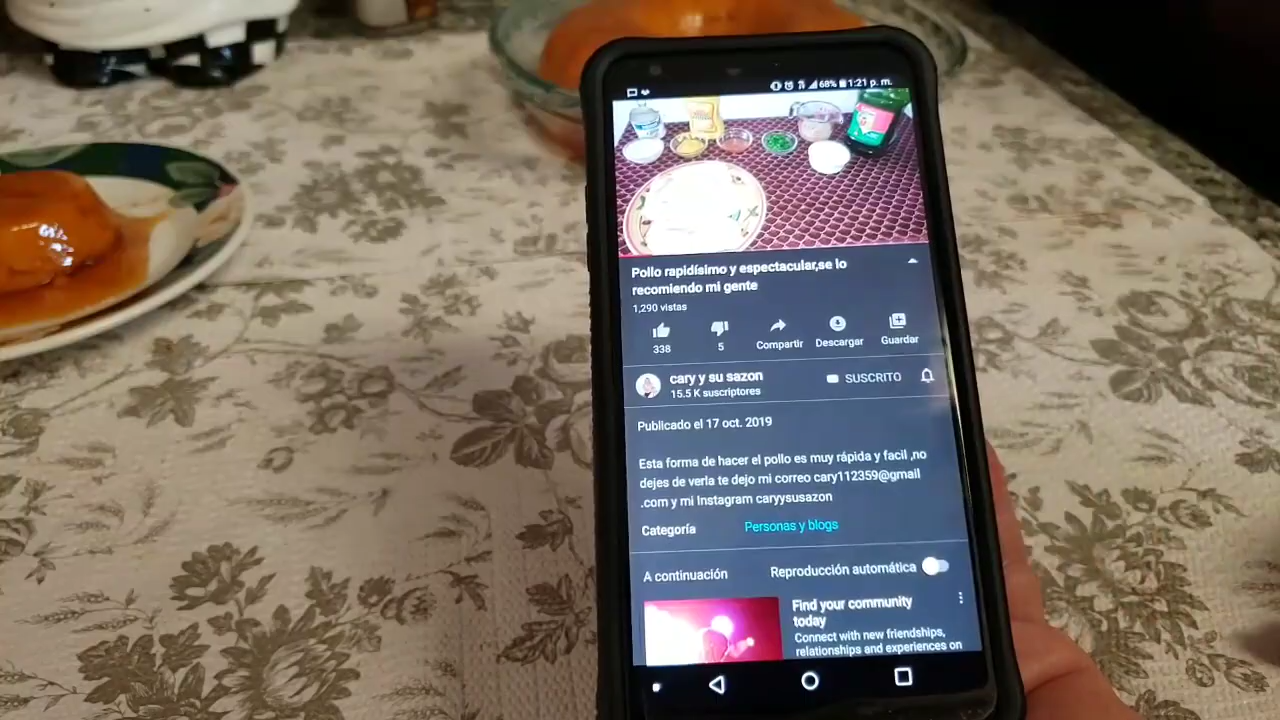 68% 1:21 p. m.
Pollo rapidísimo y espectacular,se lo
recomiendo mi gente
1,290 vistas
338
5
Compartir
Descargar
Guardar
cary y su sazon
15.5 K suscriptores
SUSCRITO
Publicado el 17 oct. 2019
Esta forma de hacer el pollo es muy rápida y facil ,no
dejes de verla te dejo mi correo cary112359@gmail
.com y mi Instagram caryysusazon
Categoría
Personas y blogs
A continuación
Reproducción automática
Find your community
today
Connect with new friendships,
relationships and experiences on